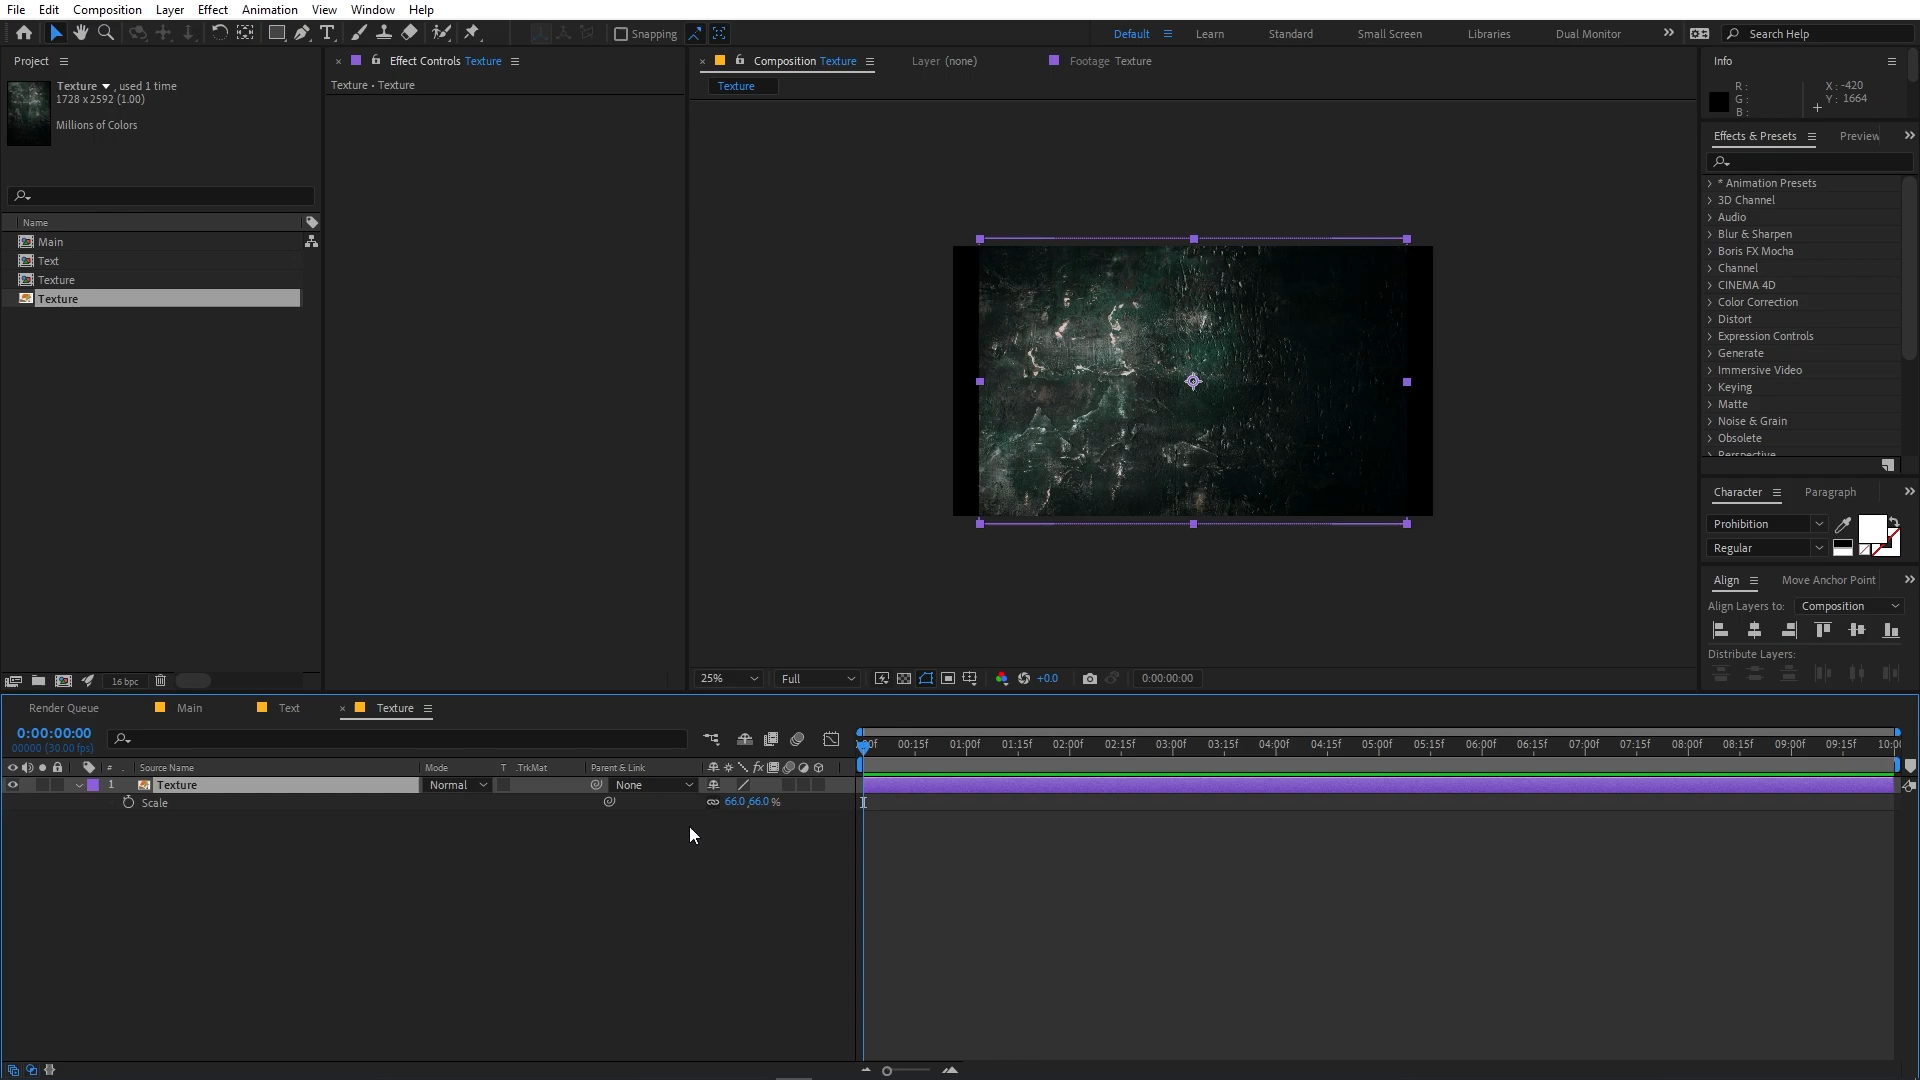 File Edit Composition Layer Effect Animation View Window Help
Snapping
Default Learn Standard Small Screen Libraries Dual Monitor Search Help
Project
Texture , used 1 time
1728 x 2592 (1.00)
Millions of Colors
Name
Main
Text
Texture
Texture
16 bpc
Effect Controls Texture
Texture • Texture
Composition Texture Layer (none) Footage Texture
Texture
25% Full +0.0 0:00:00:00
Info
R : X : -420
G : Y : 1664
B :
Effects & Presets Preview
* Animation Presets
3D Channel
Audio
Blur & Sharpen
Boris FX Mocha
Channel
CINEMA 4D
Color Correction
Distort
Expression Controls
Generate
Immersive Video
Keying
Matte
Noise & Grain
Obsolete
Perspective
Character Paragraph
Prohibition
Regular
Align Move Anchor Point
Align Layers to: Composition
Distribute Layers:
Render Queue Main Text Texture
0:00:00:00
00000 (30.00 fps)
00f 00:15f 01:00f 01:15f 02:00f 02:15f 03:00f 03:15f 04:00f 04:15f 05:00f 05:15f 06:00f 06:15f 07:00f 07:15f 08:00f 08:15f 09:00f 09:15f 10:00
# . Source Name Mode T .TrkMat Parent & Link fx
1 Texture Normal None
Scale 66.0,66.0 %